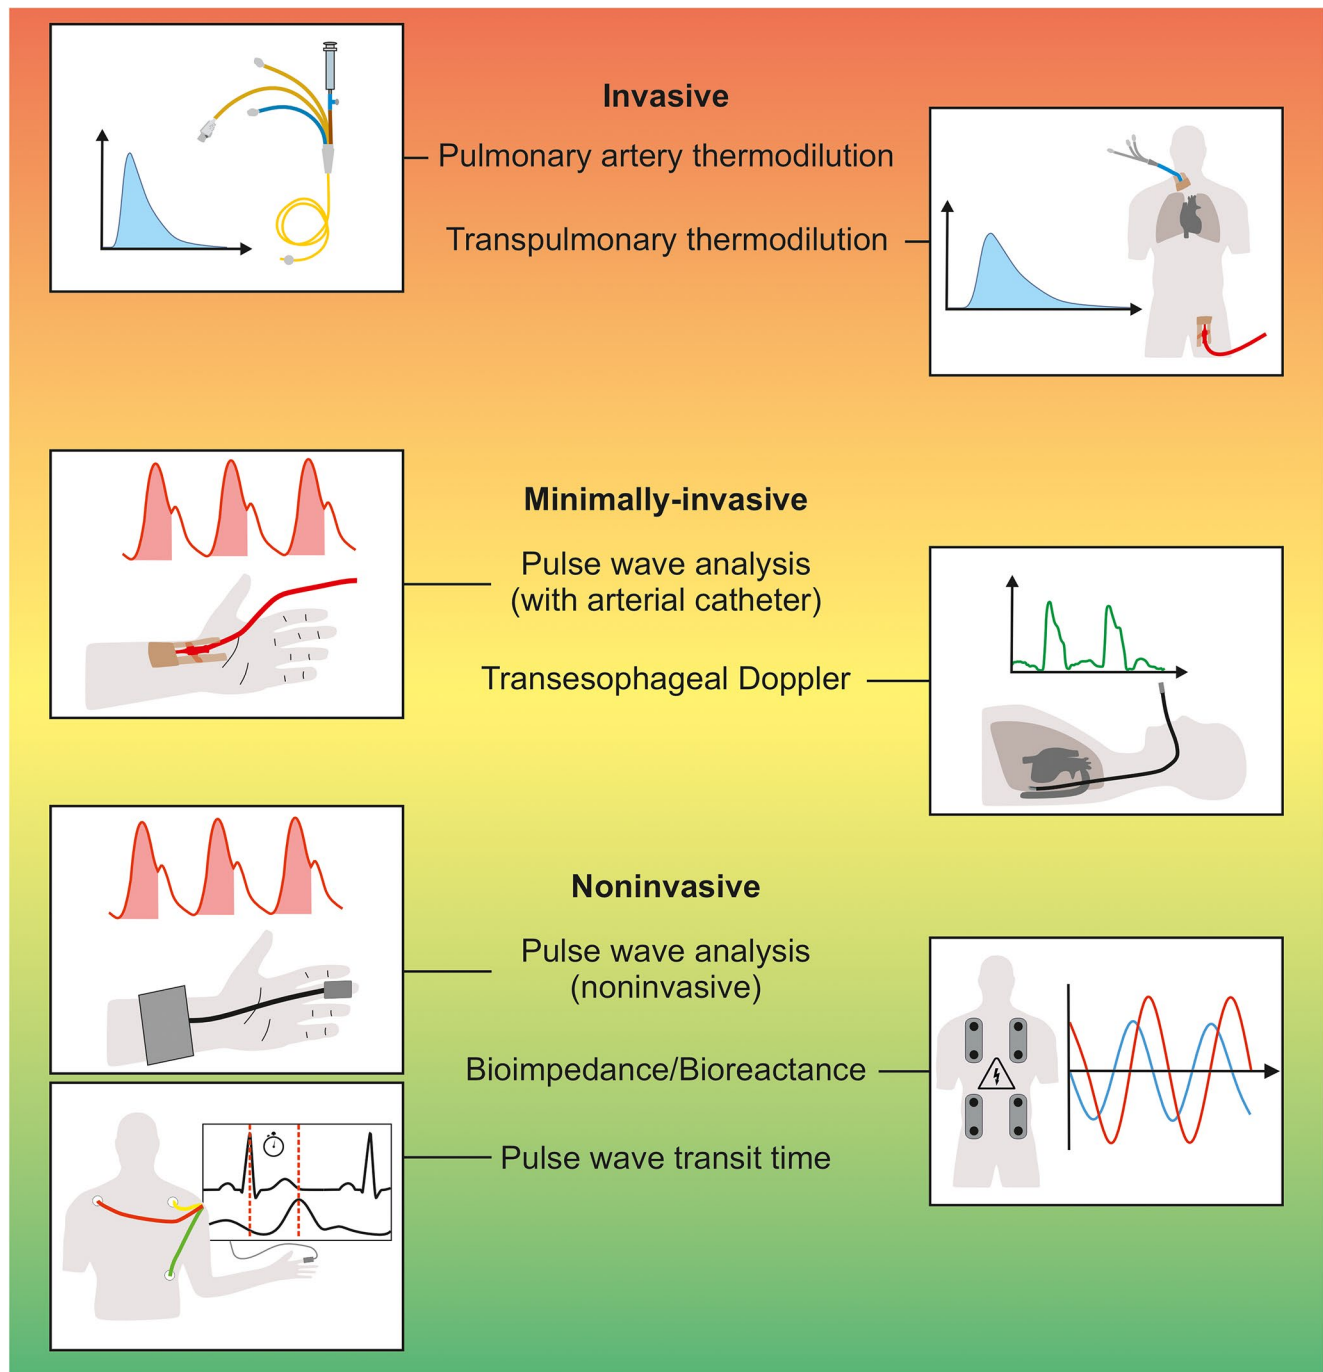 Invasive
Pulmonary artery thermodilution
Transpulmonary thermodilution
Minimally-invasive
Pulse wave analysis
(with arterial catheter)
Transesophageal Doppler
Noninvasive
Pulse wave analysis
(noninvasive)
Bioimpedance/Bioreactance
Pulse wave transit time